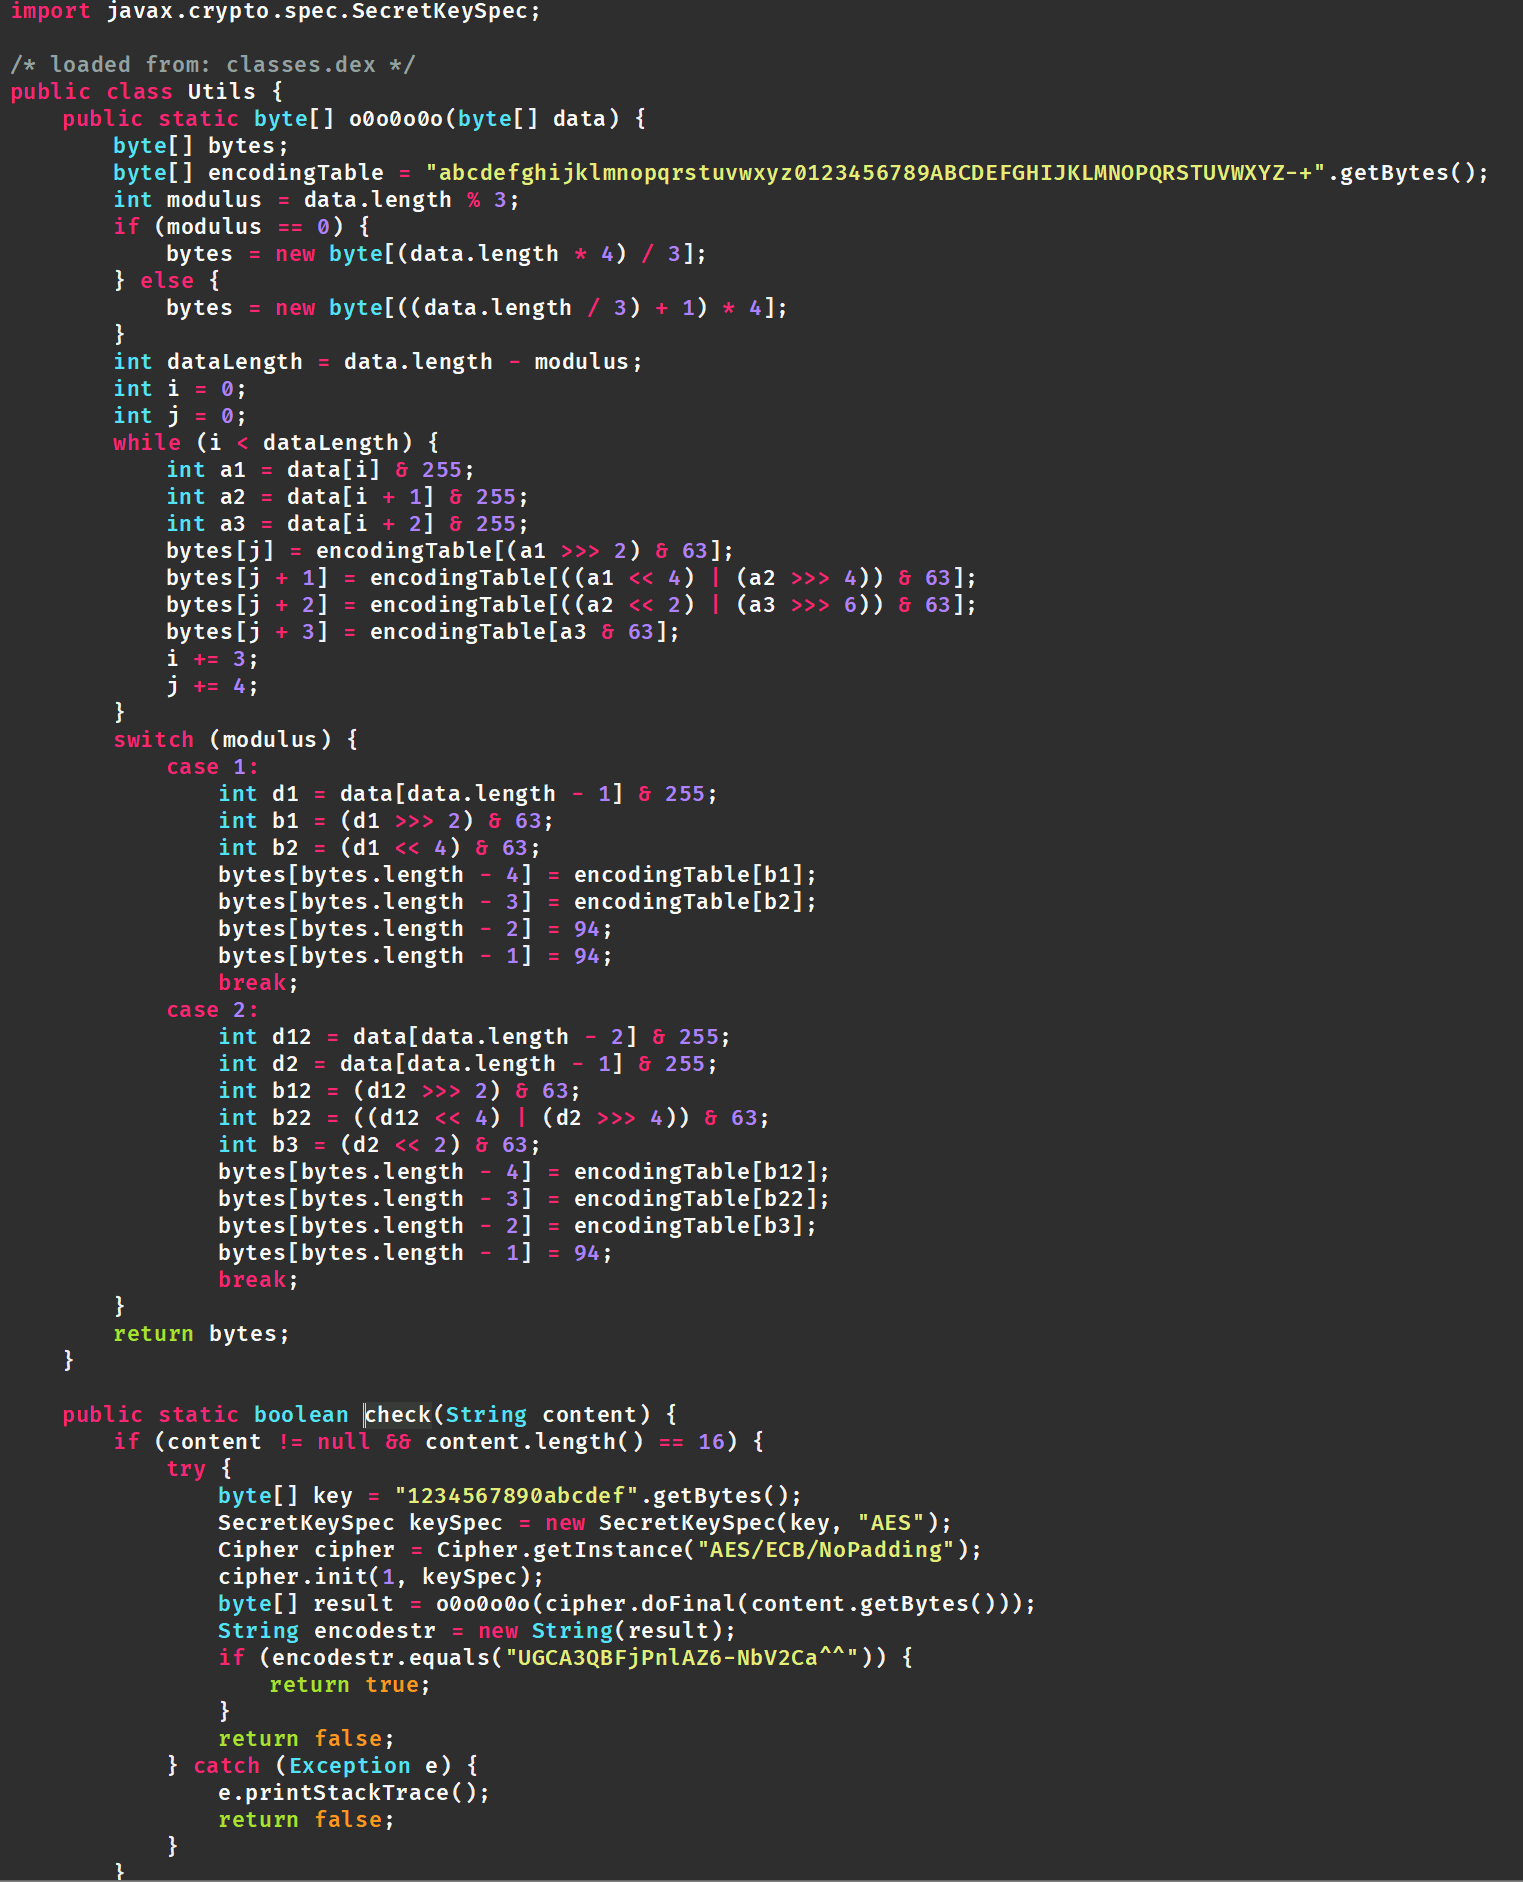 import javax.crypto.spec.SecretKeySpec;
/* loaded from: classes.dex */
public class Utils {
public static byte[] o0o0o0o(byte[] data) {
byte[] bytes;
byte[] encodingTable = "abcdefghijklmnopqrstuvwxyz0123456789ABCDEFGHIJKLMNOPQRSTUVWXYZ-+".getBytes();
int modulus = data.length % 3;
if (modulus == 0) {
bytes = new byte[(data.length * 4) / 3];
} else {
bytes = new byte[((data.length / 3) + 1) * 4];
}
int dataLength = data.length - modulus;
int i = 0;
int j = 0;
while (i < dataLength) {
int a1 = data[i] & 255;
int a2 = data[i + 1] & 255;
int a3 = data[i + 2] & 255;
bytes[j] = encodingTable[(a1 >>> 2) & 63];
bytes[j + 1] = encodingTable[((a1 << 4) | (a2 >>> 4)) & 63];
bytes[j + 2] = encodingTable[((a2 << 2) | (a3 >>> 6)) & 63];
bytes[j + 3] = encodingTable[a3 & 63];
i += 3;
j += 4;
}
switch (modulus) {
case 1:
int d1 = data[data.length - 1] & 255;
int b1 = (d1 >>> 2) & 63;
int b2 = (d1 << 4) & 63;
bytes[bytes.length - 4] = encodingTable[b1];
bytes[bytes.length - 3] = encodingTable[b2];
bytes[bytes.length - 2] = 94;
bytes[bytes.length - 1] = 94;
break;
case 2:
int d12 = data[data.length - 2] & 255;
int d2 = data[data.length - 1] & 255;
int b12 = (d12 >>> 2) & 63;
int b22 = ((d12 << 4) | (d2 >>> 4)) & 63;
int b3 = (d2 << 2) & 63;
bytes[bytes.length - 4] = encodingTable[b12];
bytes[bytes.length - 3] = encodingTable[b22];
bytes[bytes.length - 2] = encodingTable[b3];
bytes[bytes.length - 1] = 94;
break;
}
return bytes;
}
public static boolean check(String content) {
if (content != null && content.length() == 16) {
try {
byte[] key = "1234567890abcdef".getBytes();
SecretKeySpec keySpec = new SecretKeySpec(key, "AES");
Cipher cipher = Cipher.getInstance("AES/ECB/NoPadding");
cipher.init(1, keySpec);
byte[] result = o0o0o0o(cipher.doFinal(content.getBytes()));
String encodestr = new String(result);
if (encodestr.equals("UGCA3QBFjPnlAZ6-NbV2Ca^^")) {
return true;
}
return false;
} catch (Exception e) {
e.printStackTrace();
return false;
}
}